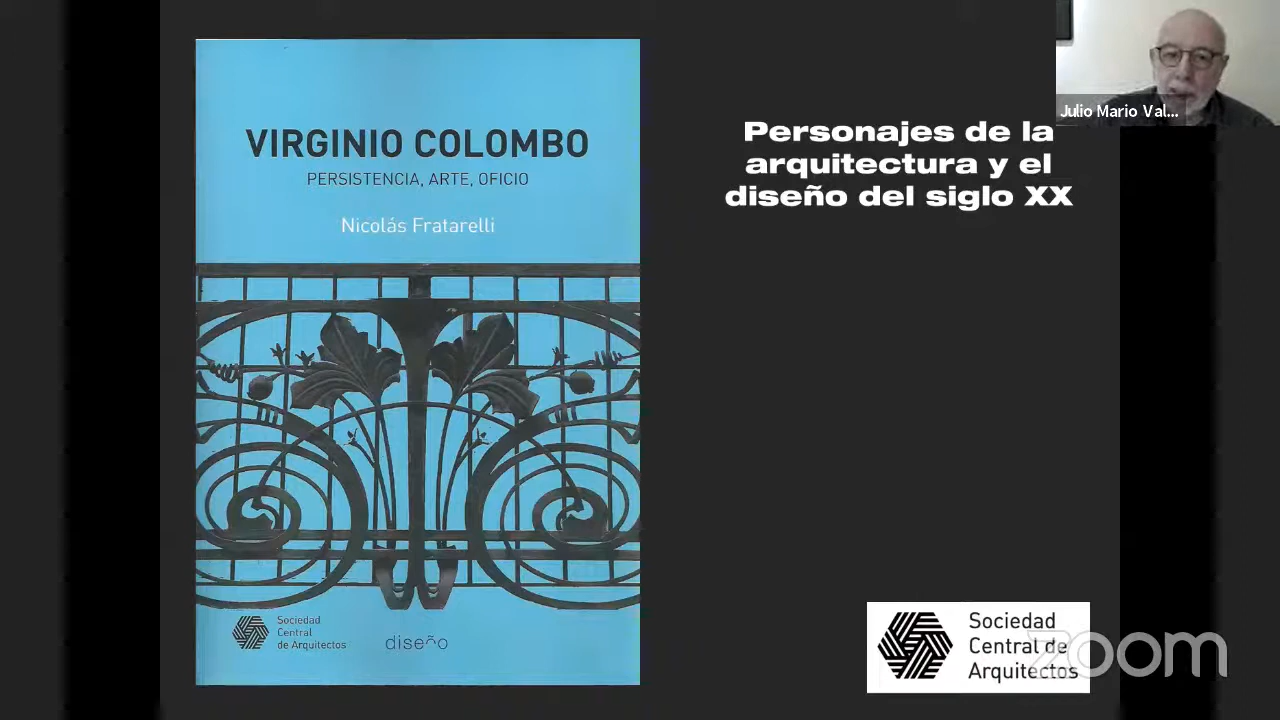 VIRGINIO COLOMBO
PERSISTENCIA, ARTE, OFICIO
Nicolás Fratarelli
Sociedad
Central
de Arquitectos
diseño
Julio Mario Val...
Personajes de la
arquitectura y el
diseño del siglo XX
Sociedad
Central de
Arquitectos
zoom